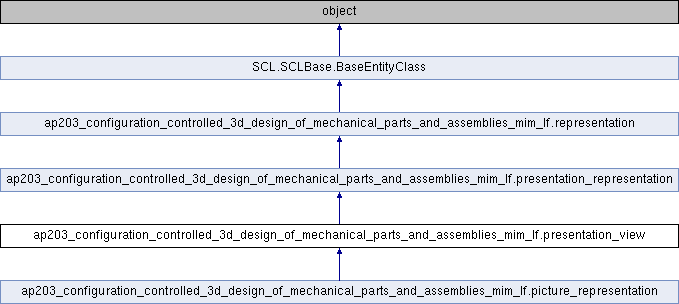 object
SCL.SCLBase.BaseEntityClass
ap203_configuration_controlled_3d_design_of_mechanical_parts_and_assemblies_mim_lf.representation
ap203_configuration_controlled_3d_design_of_mechanical_parts_and_assemblies_mim_lf.presentation_representation
ap203_configuration_controlled_3d_design_of_mechanical_parts_and_assemblies_mim_lf.presentation_view
ap203_configuration_controlled_3d_design_of_mechanical_parts_and_assemblies_mim_lf.picture_representation